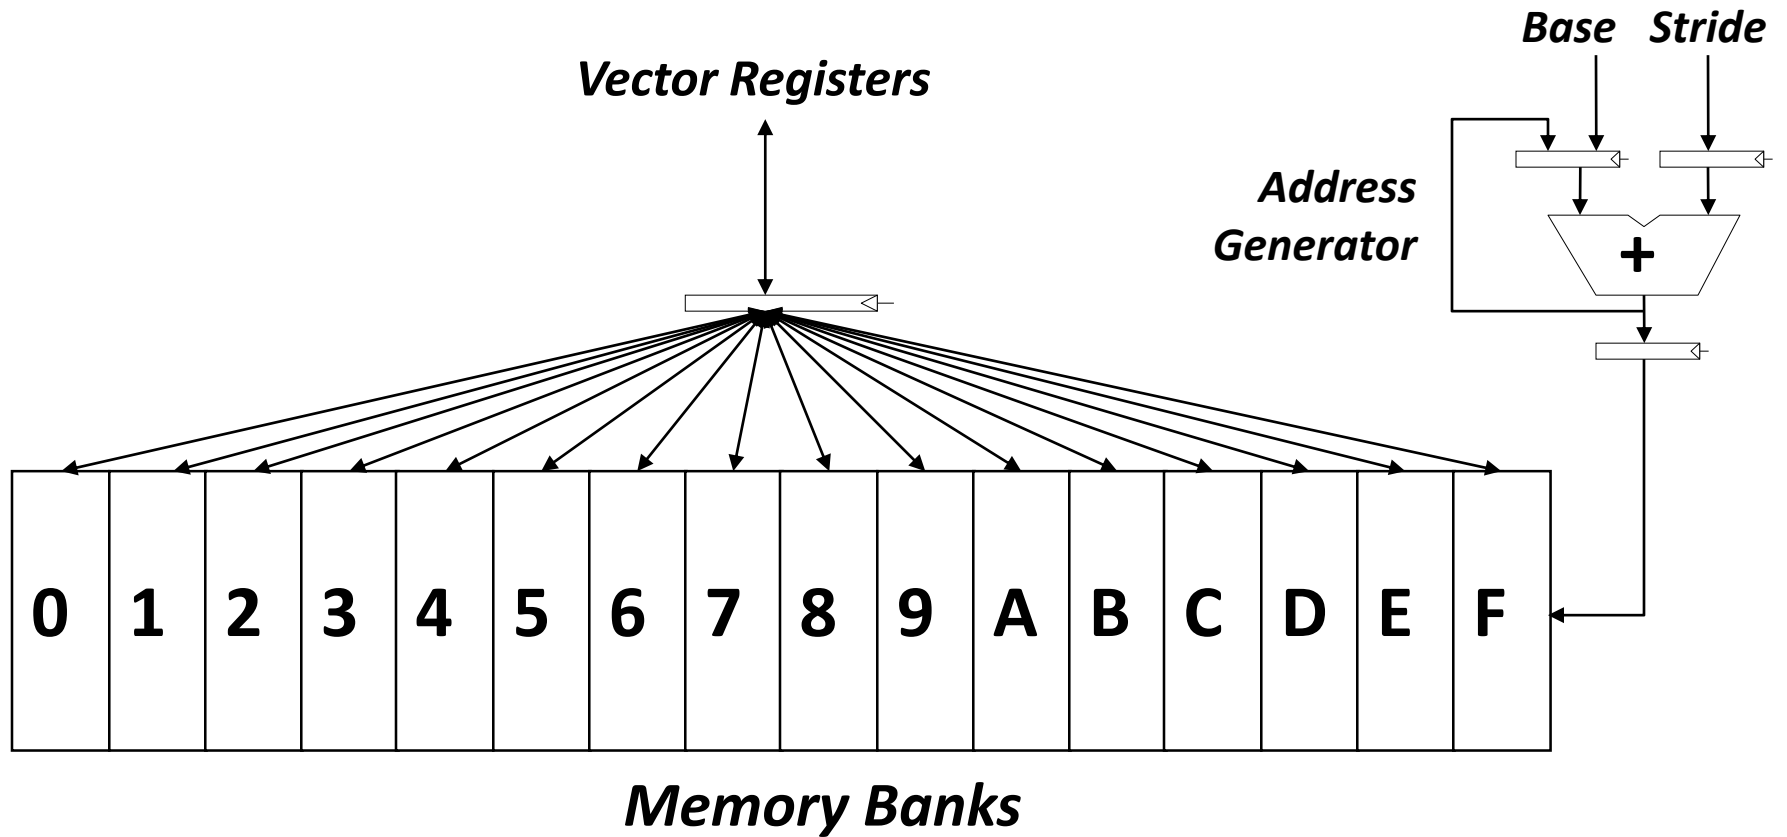 Base Stride
Vector Registers
Address
Generator
+
0 1 2 3 4 5 6 7 8 9 A B C D E F
Memory Banks